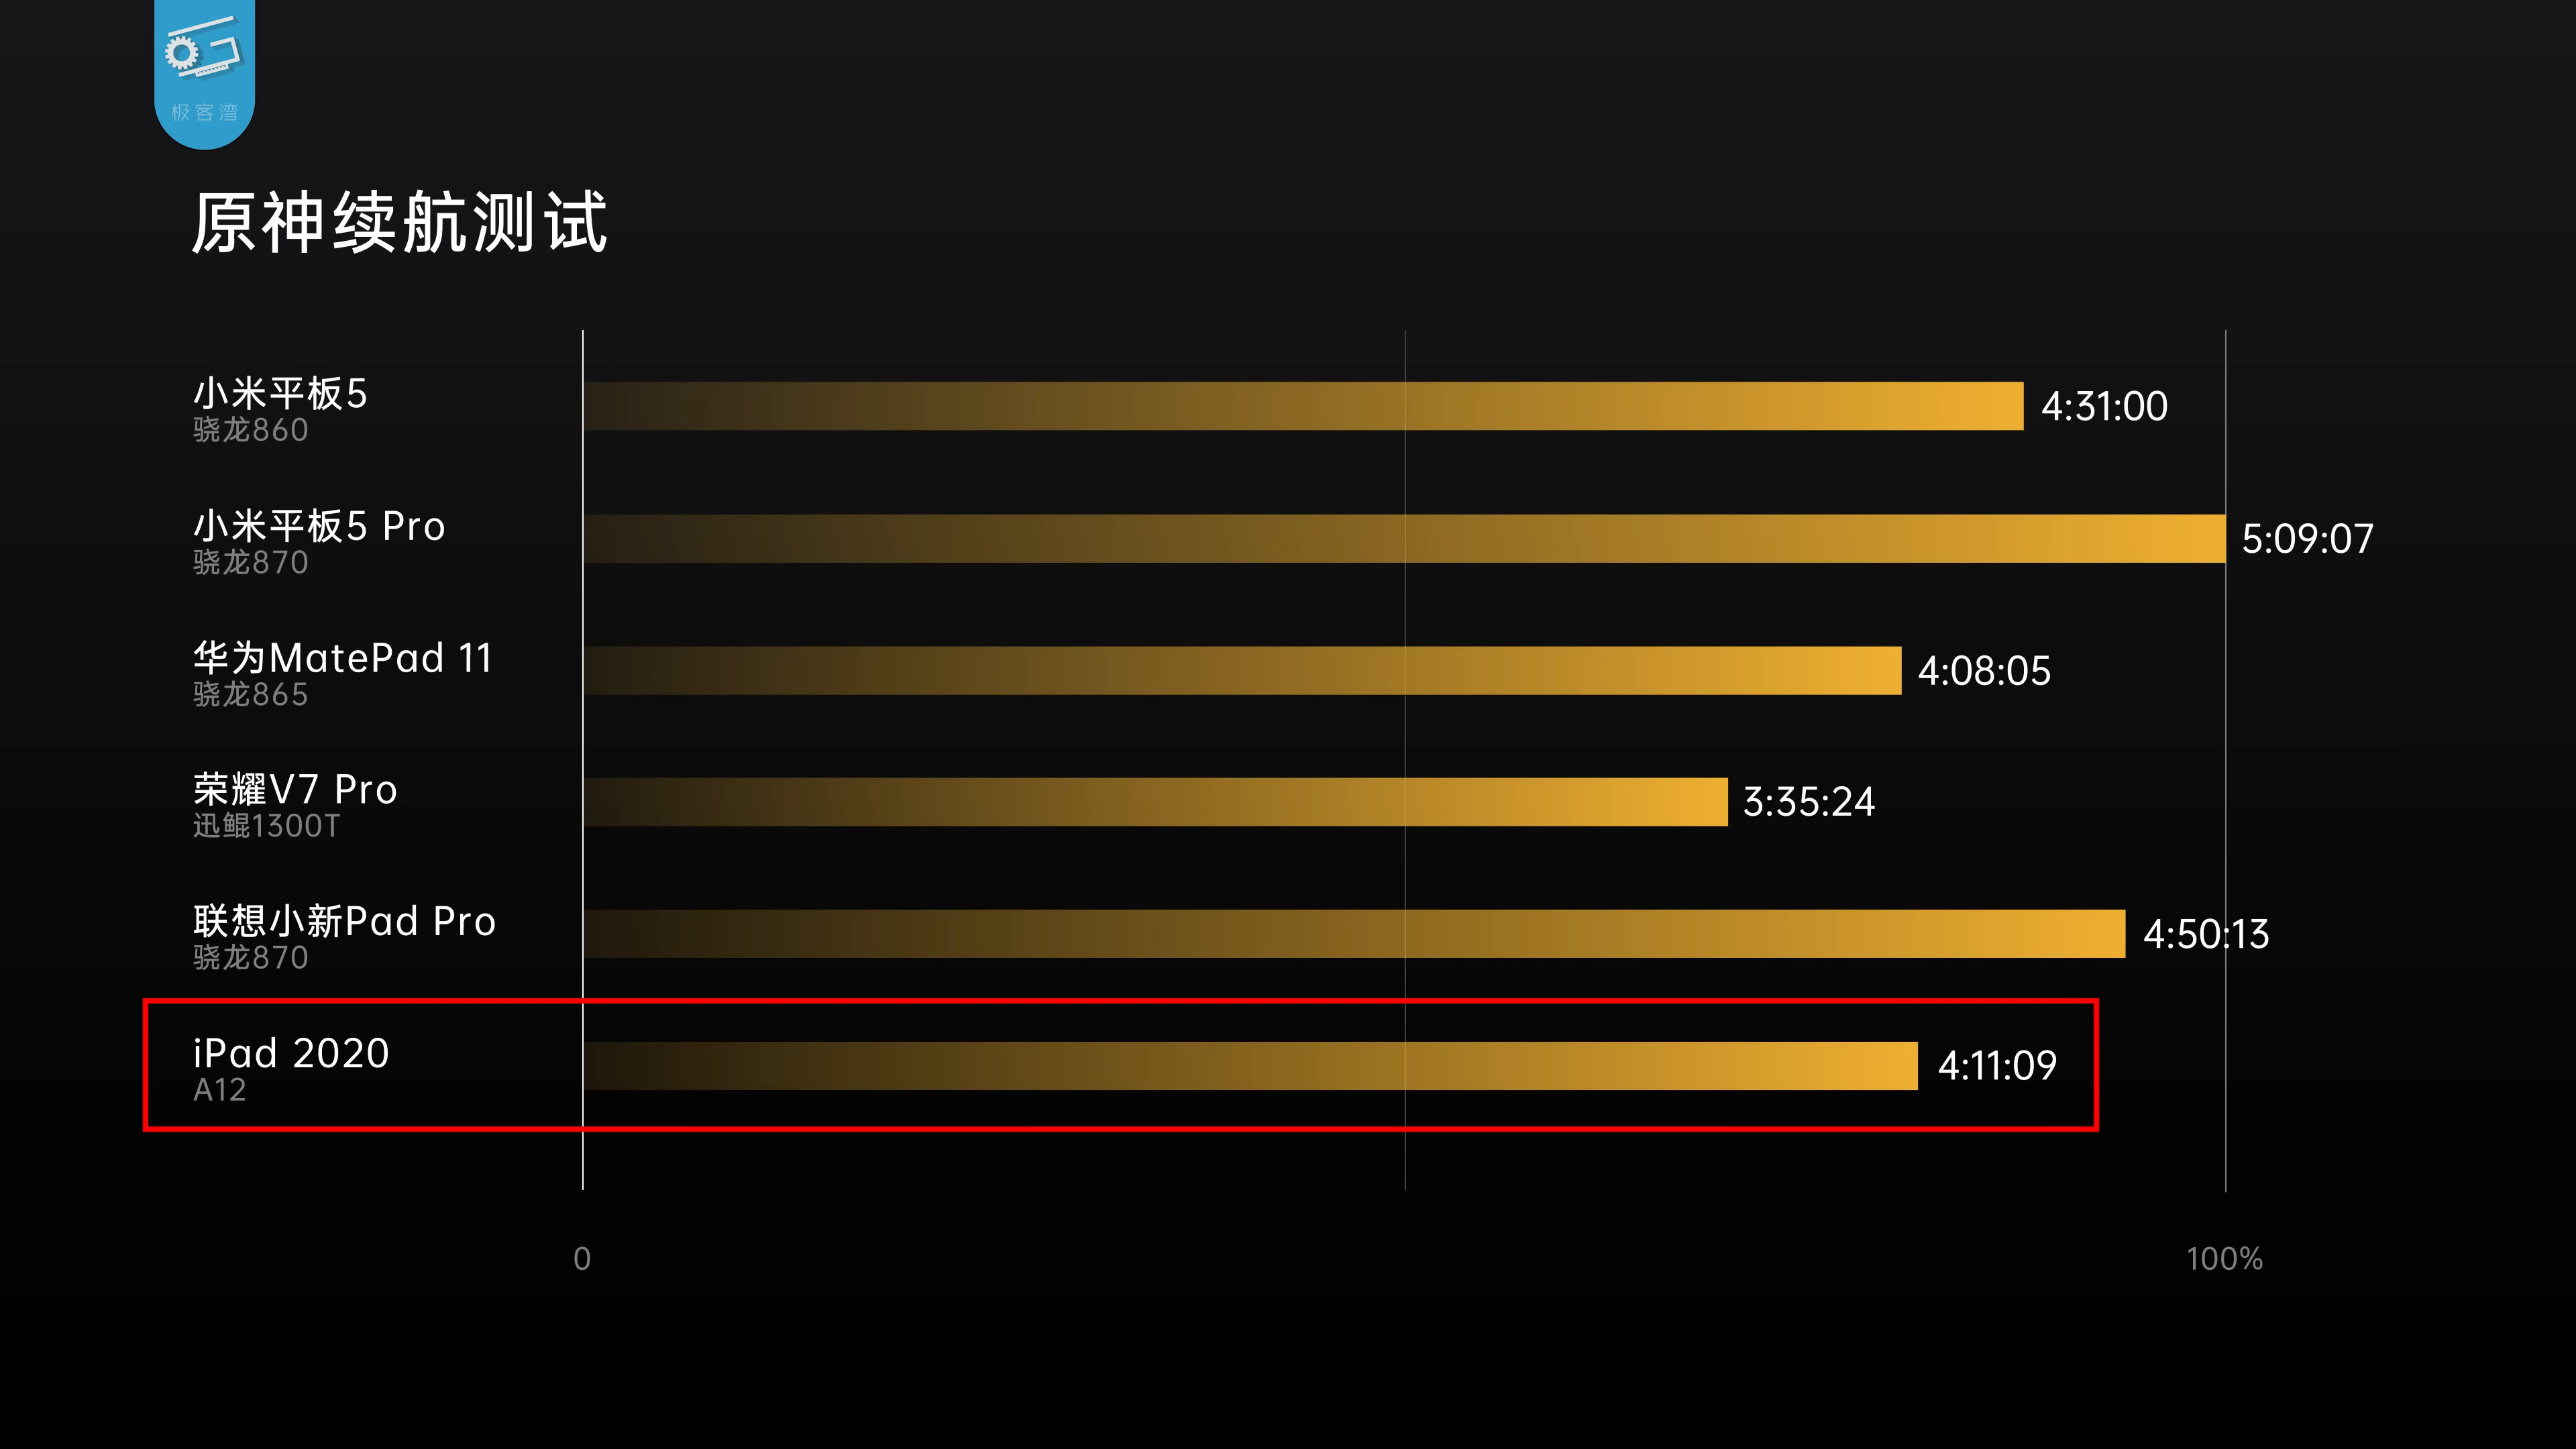 极客湾
原神续航测试
小米平板5
骁龙860
4:31:00
小米平板5 Pro
骁龙870
5:09:07
华为MatePad 11
骁龙865
4:08:05
荣耀V7 Pro
迅鲲1300T
3:35:24
联想小新Pad Pro
骁龙870
4:50:13
iPad 2020
A12
4:11:09
0
100%